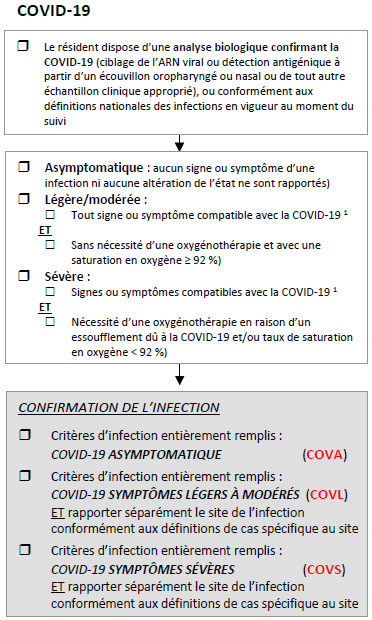 COVID-19
❒ Le résident dispose d'une analyse biologique confirmant la
COVID-19 (ciblage de l'ARN viral ou détection antigénique à
partir d'un écouvillon oropharyngé ou nasal ou de tout autre
échantillon clinique approprié), ou conformément aux
définitions nationales des infections en vigueur au moment du
suivi
❒ Asymptomatique : aucun signe ou symptôme d'une
infection ni aucune altération de l'état ne sont rapportés)
❒ Légère/modérée :
☐ Tout signe ou symptôme compatible avec la COVID-19 ¹
ET
☐ Sans nécessité d'une oxygénothérapie et avec une
saturation en oxygène ≥ 92 %)
❒ Sévère :
☐ Signes ou symptômes compatibles avec la COVID-19 ¹
ET
☐ Nécessité d'une oxygénothérapie en raison d'un
essoufflement dû à la COVID-19 et/ou taux de saturation
en oxygène < 92 %)
CONFIRMATION DE L'INFECTION
❒ Critères d'infection entièrement remplis :
COVID-19 ASYMPTOMATIQUE (COVA)
❒ Critères d'infection entièrement remplis :
COVID-19 SYMPTÔMES LÉGERS À MODÉRÉS (COVL)
ET rapporter séparément le site de l'infection
conformément aux définitions de cas spécifique au site
❒ Critères d'infection entièrement remplis :
COVID-19 SYMPTÔMES SÉVÈRES (COVS)
ET rapporter séparément le site de l'infection
conformément aux définitions de cas spécifique au site